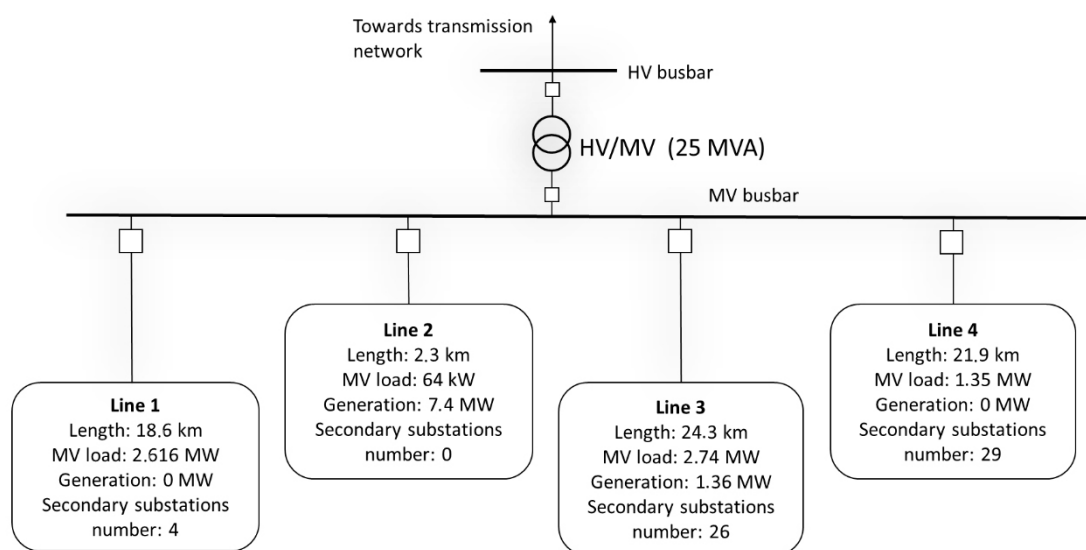 Towards transmission
network
HV busbar
HV/MV (25 MVA)
MV busbar
Line 1
Length: 18.6 km
MV load: 2.616 MW
Generation: 0 MW
Secondary substations
number: 4
Line 2
Length: 2.3 km
MV load: 64 kW
Generation: 7.4 MW
Secondary substations
number: 0
Line 3
Length: 24.3 km
MV load: 2.74 MW
Generation: 1.36 MW
Secondary substations
number: 26
Line 4
Length: 21.9 km
MV load: 1.35 MW
Generation: 0 MW
Secondary substations
number: 29